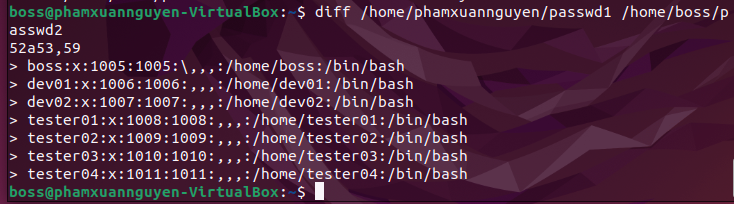 boss@phamxuannguyen-VirtualBox:~$ diff /home/phamxuannguyen/passwd1 /home/boss/p
asswd2
52a53,59
> boss:x:1005:1005:\,,,:/home/boss:/bin/bash
> dev01:x:1006:1006:,,,:/home/dev01:/bin/bash
> dev02:x:1007:1007:,,,:/home/dev02:/bin/bash
> tester01:x:1008:1008:,,,:/home/tester01:/bin/bash
> tester02:x:1009:1009:,,,:/home/tester02:/bin/bash
> tester03:x:1010:1010:,,,:/home/tester03:/bin/bash
> tester04:x:1011:1011:,,,:/home/tester04:/bin/bash
boss@phamxuannguyen-VirtualBox:~$